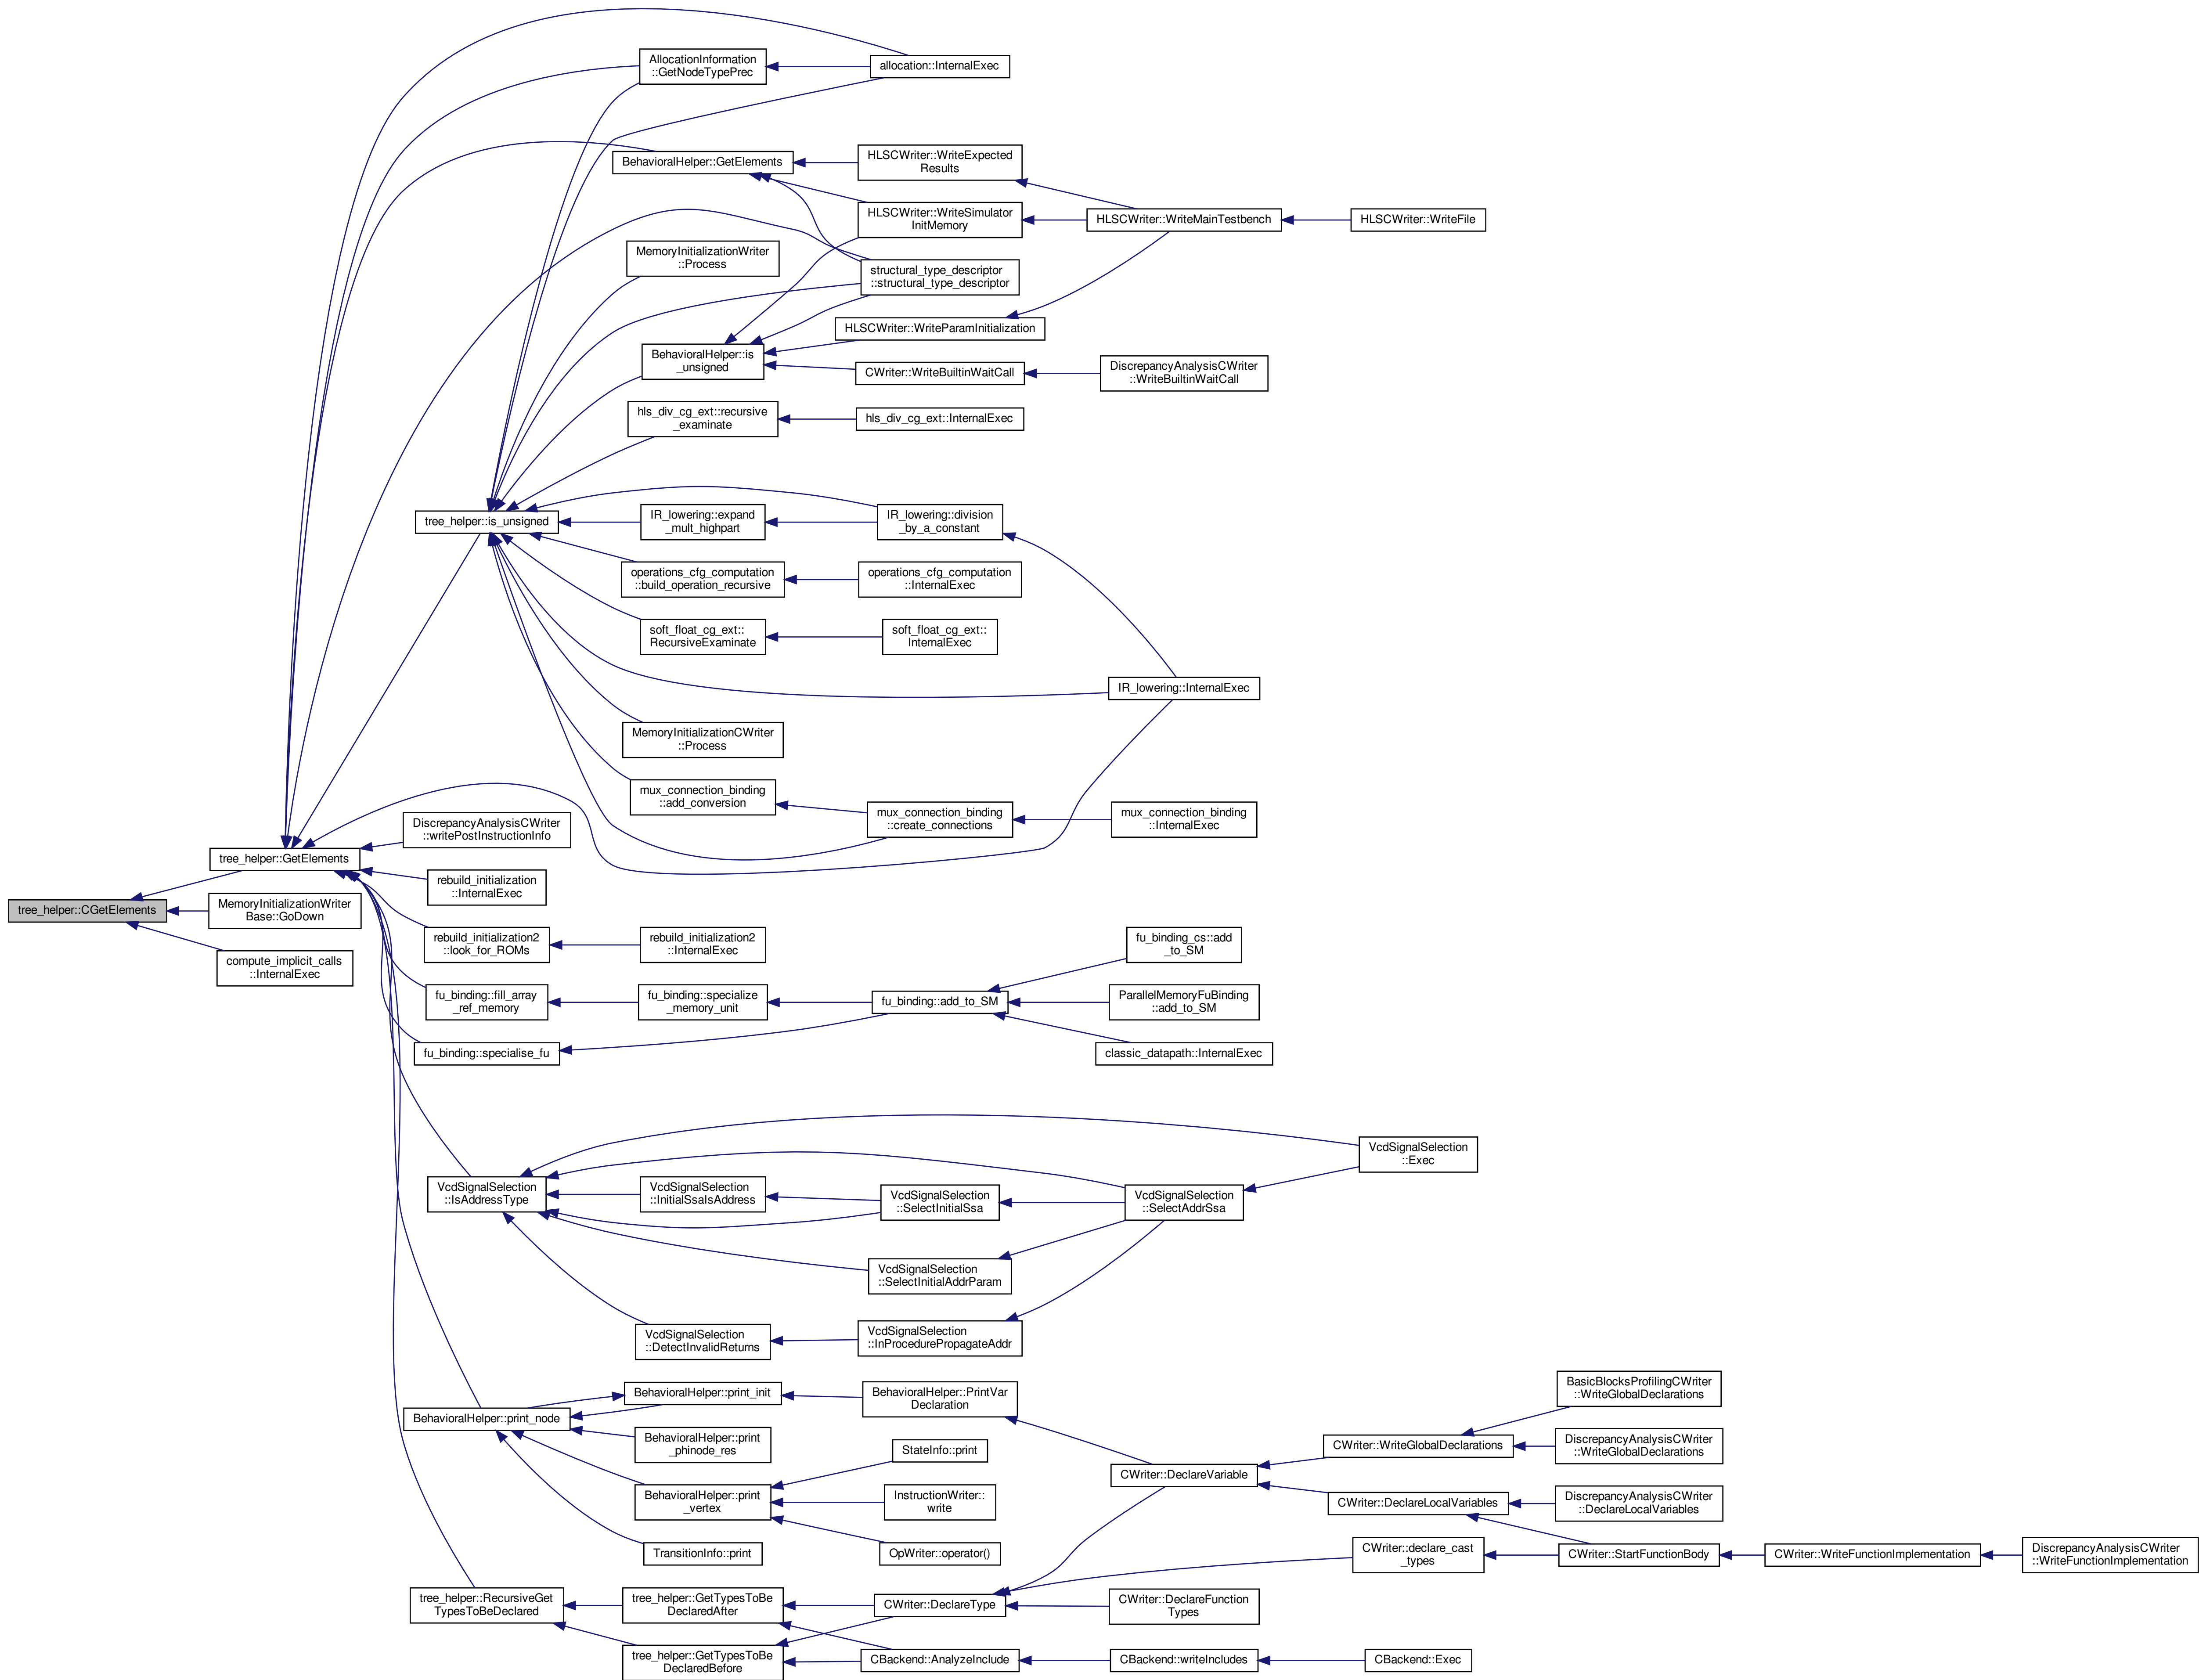 AllocationInformation
::GetNodeTypePrec
allocation::InternalExec
BehavioralHelper::GetElements
HLSCWriter::WriteExpected
Results
HLSCWriter::WriteSimulator
InitMemory
HLSCWriter::WriteMainTestbench
HLSCWriter::WriteFile
MemoryInitializationWriter
::Process
structural_type_descriptor
::structural_type_descriptor
HLSCWriter::WriteParamInitialization
BehavioralHelper::is
_unsigned
CWriter::WriteBuiltinWaitCall
DiscrepancyAnalysisCWriter
::WriteBuiltinWaitCall
hls_div_cg_ext::recursive
_examinate
hls_div_cg_ext::InternalExec
tree_helper::is_unsigned
IR_lowering::expand
_mult_highpart
IR_lowering::division
_by_a_constant
operations_cfg_computation
::build_operation_recursive
operations_cfg_computation
::InternalExec
soft_float_cg_ext::
RecursiveExaminate
soft_float_cg_ext::
InternalExec
IR_lowering::InternalExec
MemoryInitializationCWriter
::Process
mux_connection_binding
::add_conversion
mux_connection_binding
::create_connections
mux_connection_binding
::InternalExec
DiscrepancyAnalysisCWriter
::writePostInstructionInfo
tree_helper::GetElements
rebuild_initialization
::InternalExec
tree_helper::CGetElements
MemoryInitializationWriter
Base::GoDown
compute_implicit_calls
::InternalExec
rebuild_initialization2
::look_for_ROMs
rebuild_initialization2
::InternalExec
fu_binding_cs::add
_to_SM
fu_binding::fill_array
_ref_memory
fu_binding::specialize
_memory_unit
fu_binding::add_to_SM
ParallelMemoryFuBinding
::add_to_SM
fu_binding::specialise_fu
classic_datapath::InternalExec
VcdSignalSelection
::Exec
VcdSignalSelection
::IsAddressType
VcdSignalSelection
::InitialSsaIsAddress
VcdSignalSelection
::SelectInitialSsa
VcdSignalSelection
::SelectAddrSsa
VcdSignalSelection
::SelectInitialAddrParam
VcdSignalSelection
::DetectInvalidReturns
VcdSignalSelection
::InProcedurePropagateAddr
BehavioralHelper::print_node
BehavioralHelper::print_init
BehavioralHelper::PrintVar
Declaration
BehavioralHelper::print
_phinode_res
BehavioralHelper::print
_vertex
StateInfo::print
InstructionWriter::
write
OpWriter::operator()
TransitionInfo::print
CWriter::DeclareVariable
CWriter::WriteGlobalDeclarations
BasicBlocksProfilingCWriter
::WriteGlobalDeclarations
DiscrepancyAnalysisCWriter
::WriteGlobalDeclarations
CWriter::DeclareLocalVariables
DiscrepancyAnalysisCWriter
::DeclareLocalVariables
CWriter::declare_cast
_types
CWriter::StartFunctionBody
CWriter::WriteFunctionImplementation
DiscrepancyAnalysisCWriter
::WriteFunctionImplementation
tree_helper::RecursiveGet
TypesToBeDeclared
tree_helper::GetTypesToBe
DeclaredAfter
CWriter::DeclareType
CWriter::DeclareFunction
Types
tree_helper::GetTypesToBe
DeclaredBefore
CBackend::AnalyzeInclude
CBackend::writeIncludes
CBackend::Exec